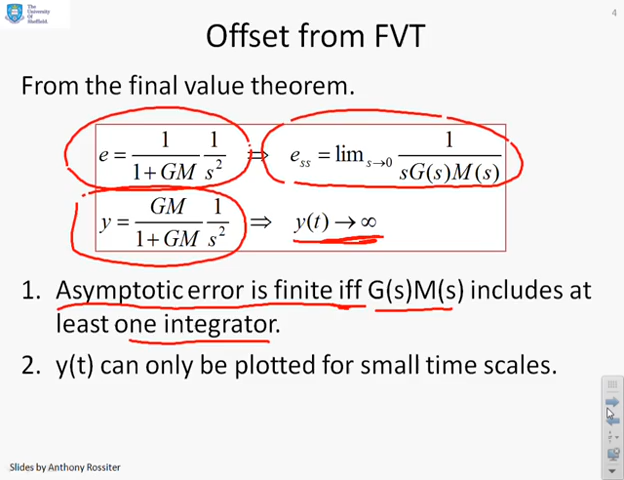 The
University
Of
Sheffield.
4
Offset from FVT
From the final value theorem.
e = 1/(1+GM) 1/s² ⇒ e_ss = lim_{s→0} 1/(sG(s)M(s))
y = GM/(1+GM) 1/s² ⇒ y(t) → ∞
1. Asymptotic error is finite iff G(s)M(s) includes at
least one integrator.
2. y(t) can only be plotted for small time scales.
Slides by Anthony Rossiter